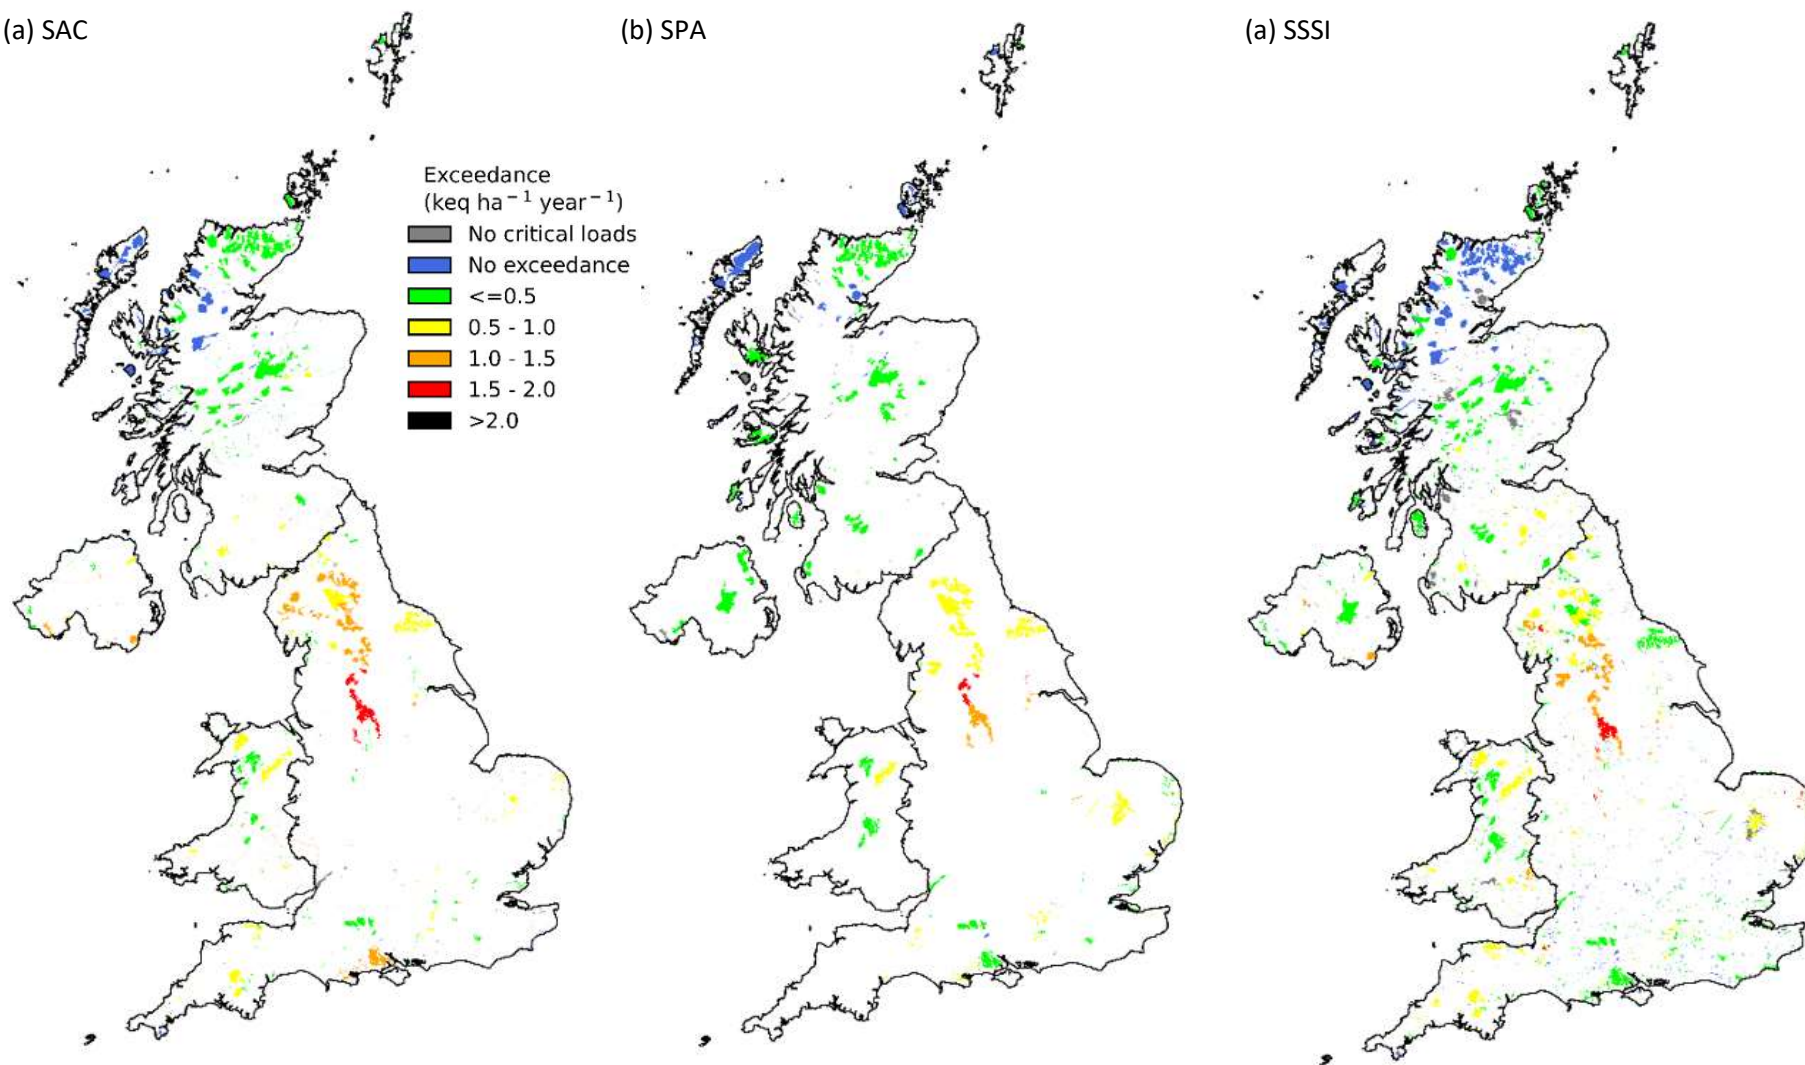 (a) SAC
(b) SPA
(a) SSSI
Exceedance
(keq ha⁻¹ year⁻¹)
No critical loads
No exceedance
<=0.5
0.5 - 1.0
1.0 - 1.5
1.5 - 2.0
>2.0